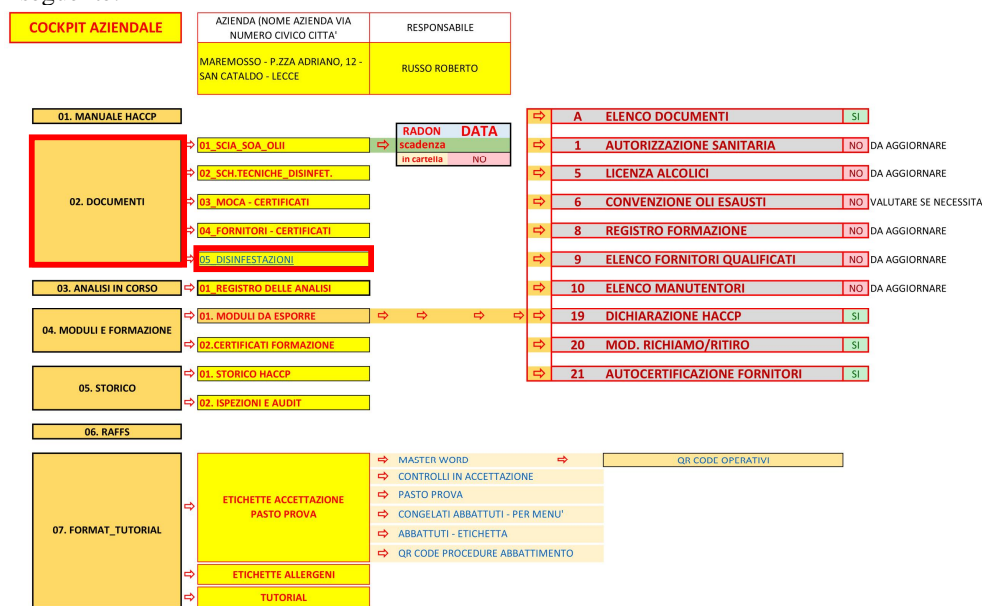 COCKPIT AZIENDALE
AZIENDA (NOME AZIENDA VIA
NUMERO CIVICO CITTA'
RESPONSABILE
MAREMOSSO - P.ZZA ADRIANO, 12 -
SAN CATALDO - LECCE
RUSSO ROBERTO
01. MANUALE HACCP
A ELENCO DOCUMENTI SI
RADON DATA
02. DOCUMENTI
01_SCIA_SOA_OLII
scadenza
in cartella NO
1 AUTORIZZAZIONE SANITARIA NO DA AGGIORNARE
02_SCH.TECNICHE_DISINFET.
5 LICENZA ALCOLICI NO DA AGGIORNARE
03_MOCA - CERTIFICATI
6 CONVENZIONE OLI ESAUSTI NO VALUTARE SE NECESSITA
04_FORNITORI - CERTIFICATI
8 REGISTRO FORMAZIONE NO DA AGGIORNARE
05_DISINFESTAZIONI
9 ELENCO FORNITORI QUALIFICATI NO DA AGGIORNARE
03. ANALISI IN CORSO
01_REGISTRO DELLE ANALISI
10 ELENCO MANUTENTORI NO DA AGGIORNARE
04. MODULI E FORMAZIONE
01. MODULI DA ESPORRE
19 DICHIARAZIONE HACCP SI
02.CERTIFICATI FORMAZIONE
20 MOD. RICHIAMO/RITIRO SI
05. STORICO
01. STORICO HACCP
21 AUTOCERTIFICAZIONE FORNITORI SI
02. ISPEZIONI E AUDIT
06. RAFFS
07. FORMAT_TUTORIAL
ETICHETTE ACCETTAZIONE
PASTO PROVA
MASTER WORD
QR CODE OPERATIVI
CONTROLLI IN ACCETTAZIONE
PASTO PROVA
CONGELATI ABBATTUTI - PER MENU'
ABBATTUTI - ETICHETTA
QR CODE PROCEDURE ABBATTIMENTO
ETICHETTE ALLERGENI
TUTORIAL